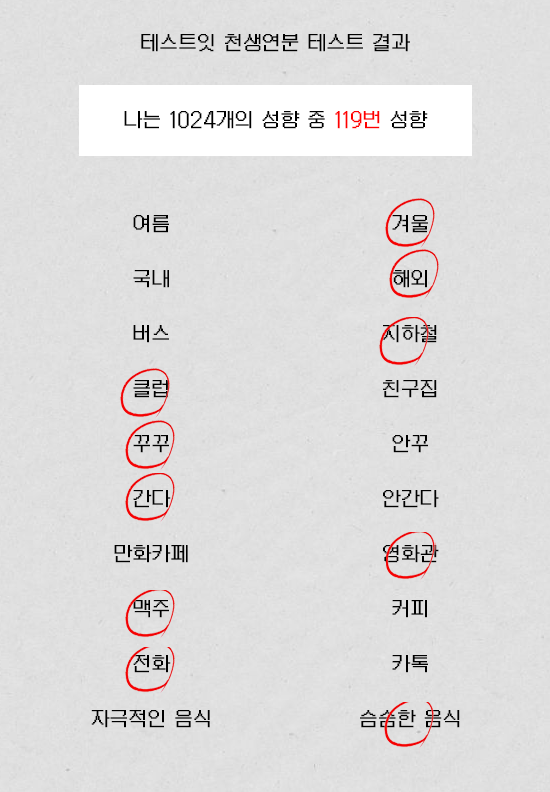 테스트잇 천생연분 테스트 결과
나는 1024개의 성향 중 119번 성향
여름 겨울
국내 해외
버스 지하철
클럽 친구집
꾸꾸 안꾸
간다 안간다
만화카페 영화관
맥주 커피
전화 카톡
자극적인 음식 슴슴한 음식